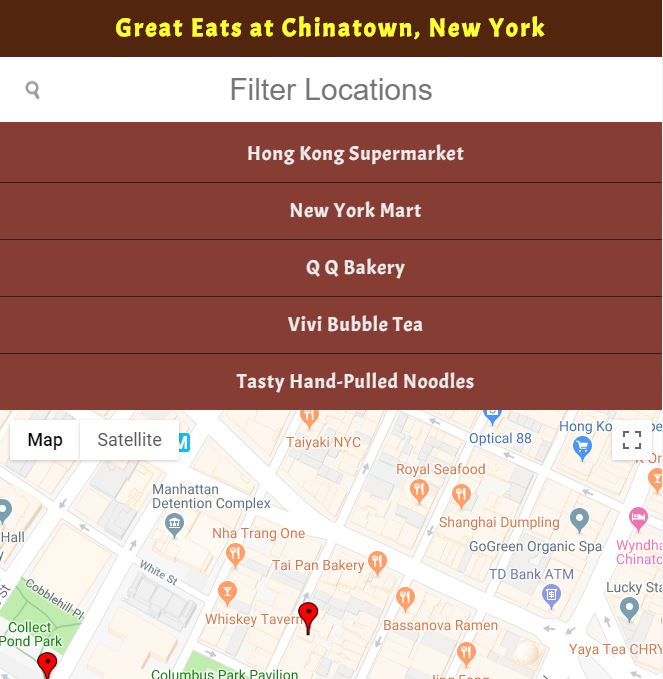 Great Eats at Chinatown, New York
Filter Locations
Hong Kong Supermarket
New York Mart
Q Q Bakery
Vivi Bubble Tea
Tasty Hand-Pulled Noodles
Map
Satellite
M
Taiyaki NYC
Optical 88
Hong Ko
Royal Seafood
Manhattan
Detention Complex
Shanghai Dumpling
Hall
Nha Trang One
GoGreen Organic Spa
Wyndha
Chinato
Tai Pan Bakery
TD Bank ATM
White St
Cobblehill Pl
Lucky Sta
Whiskey Tavern
Bassanova Ramen
Collect
Pond Park
Yaya Tea CHRY
Columbus Park Pavilion